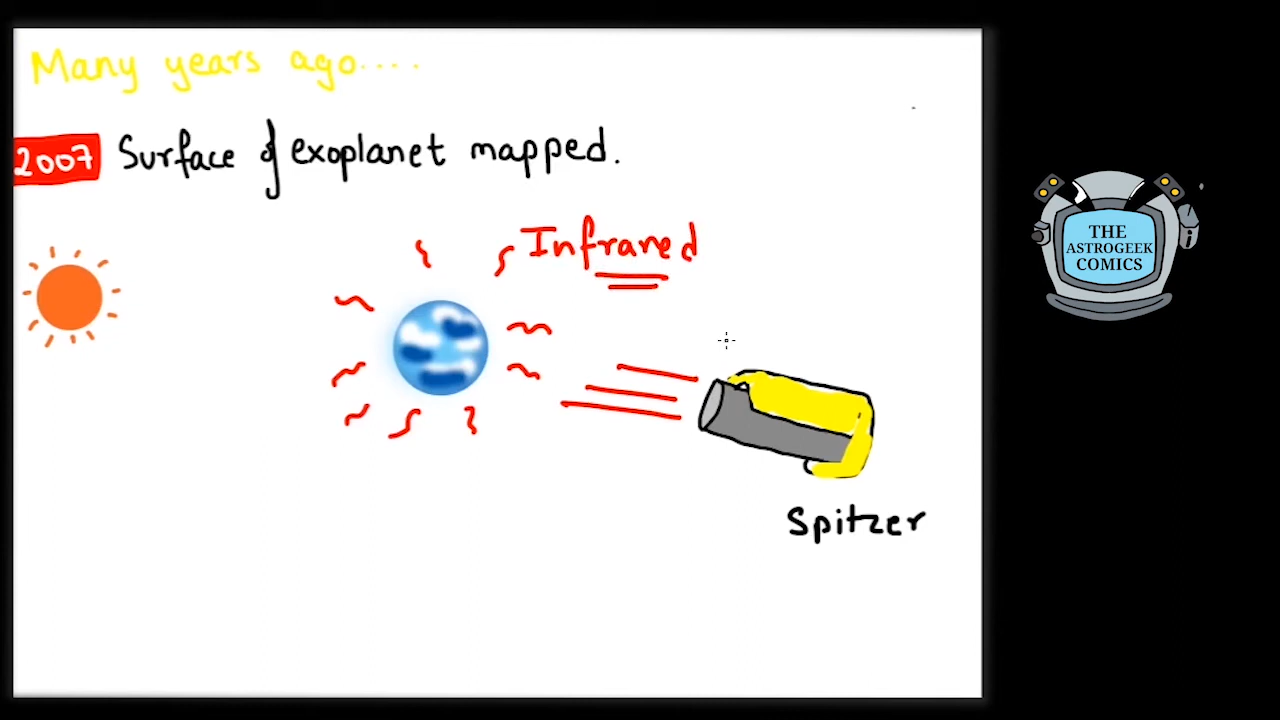 Many years ago....
2007 Surface of exoplanet mapped.
Infrared
Spitzer
THE
ASTROGEEK
COMICS